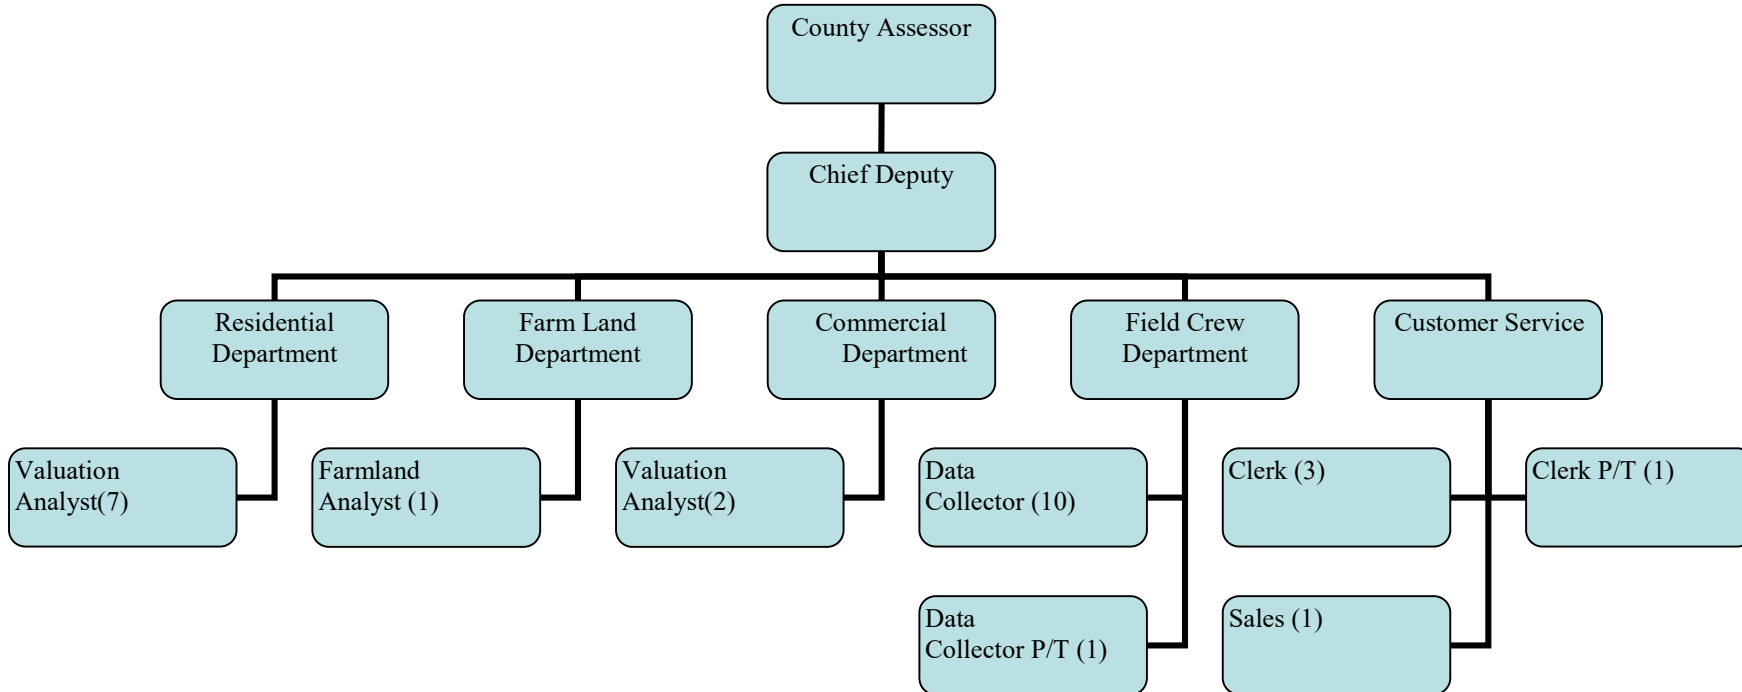 County Assessor
Chief Deputy
Residential
Department
Farm Land
Department
Commercial
Department
Field Crew
Department
Customer Service
Valuation
Analyst(7)
Farmland
Analyst (1)
Valuation
Analyst(2)
Data
Collector (10)
Clerk (3)
Clerk P/T (1)
Data
Collector P/T (1)
Sales (1)